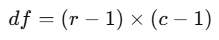 df = (r − 1) × (c − 1)